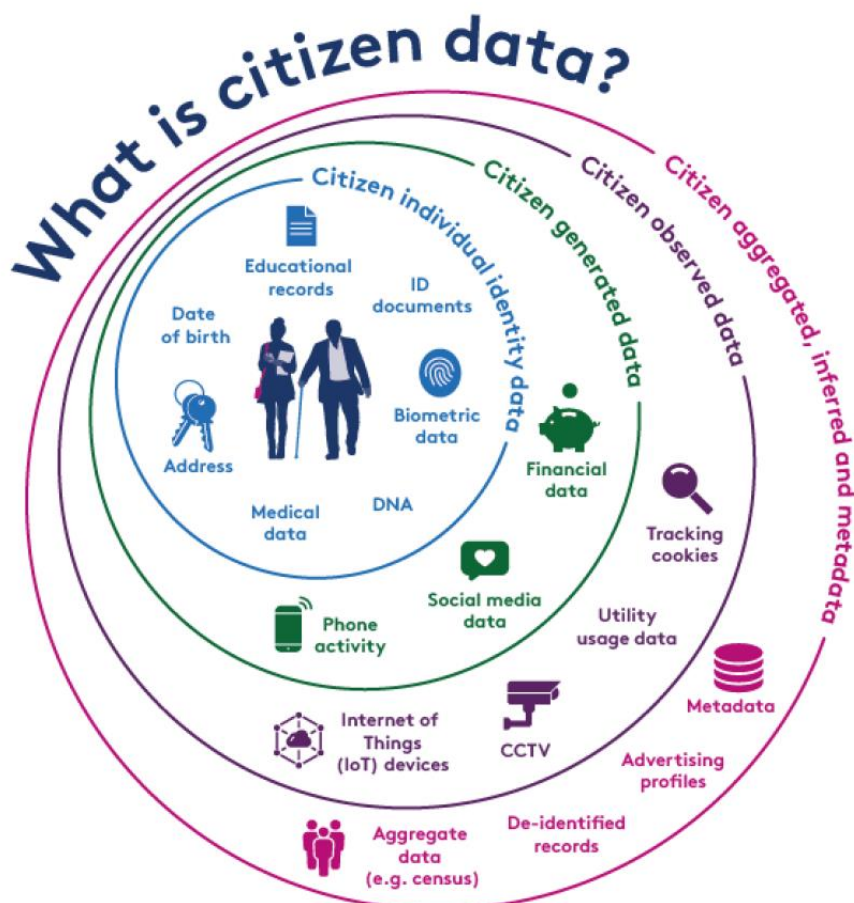 What is citizen data?
Citizen individual identity data
Citizen generated data
Citizen observed data
Citizen aggregated, inferred and metadata
Educational
records
ID
documents
Date
of birth
Biometric
data
Address
Medical
data
DNA
Financial
data
Social media
data
Phone
activity
Tracking
cookies
Utility
usage data
CCTV
Internet of
Things
(IoT) devices
Metadata
Advertising
profiles
De-identified
records
Aggregate
data
(e.g. census)